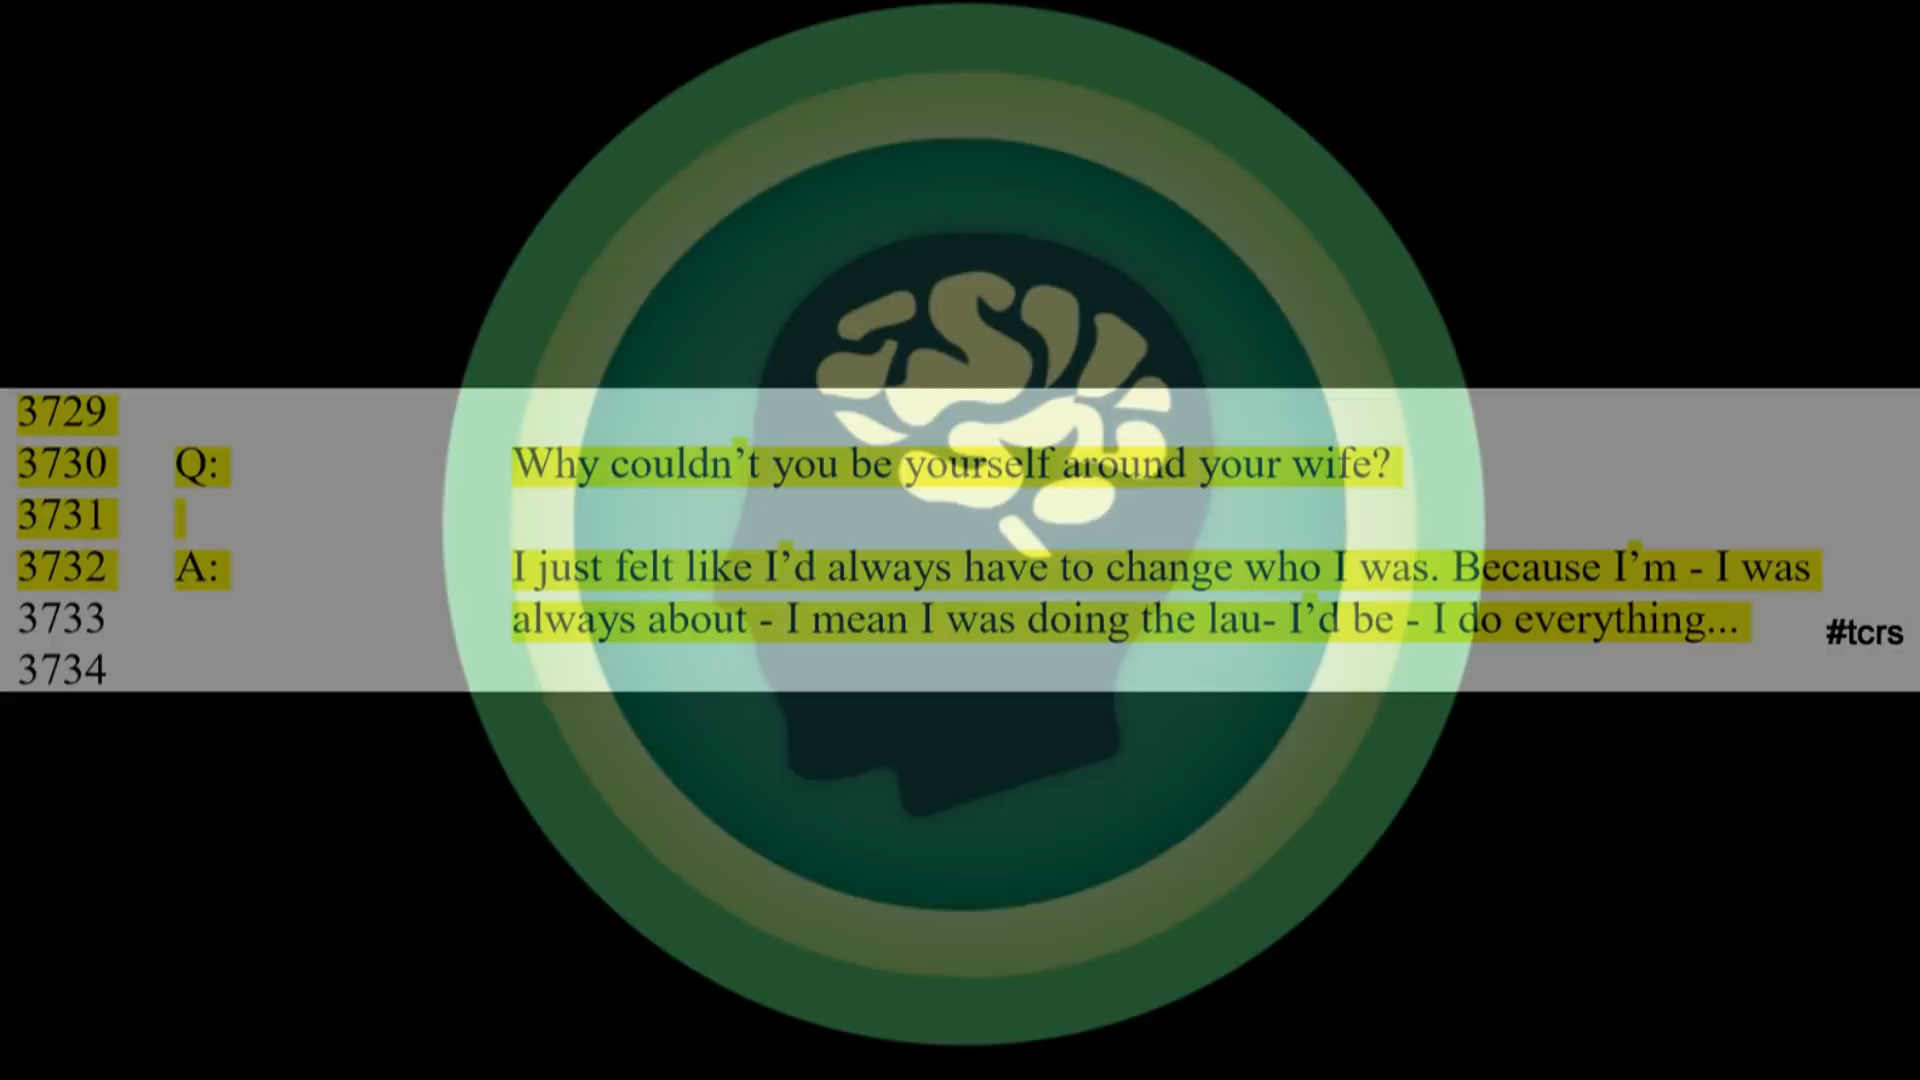 3729
3730 Q: Why couldn’t you be yourself around your wife?
3731
3732 A: I just felt like I’d always have to change who I was. Because I’m - I was
3733 always about - I mean I was doing the lau- I’d be - I do everything...
#tcrs
3734